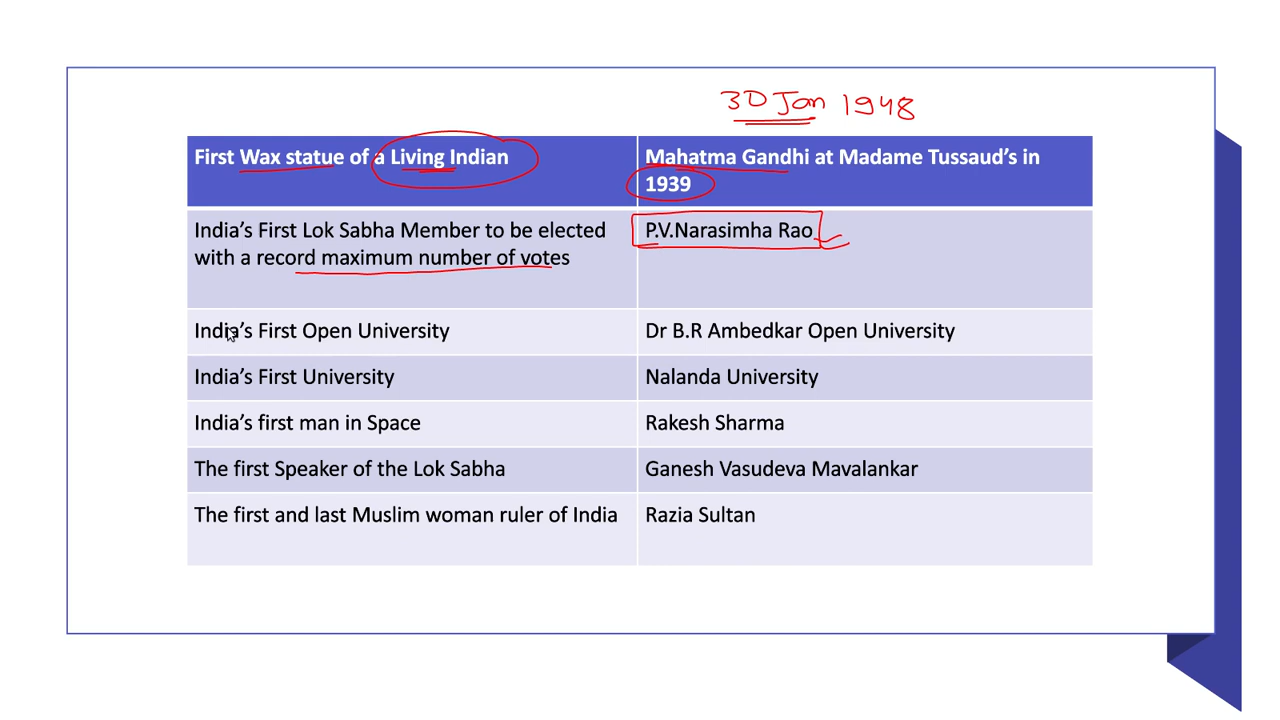 30 Jan 1948
First Wax statue of a Living Indian
Mahatma Gandhi at Madame Tussaud's in
1939
India's First Lok Sabha Member to be elected
with a record maximum number of votes
P.V.Narasimha Rao
India's First Open University
Dr B.R Ambedkar Open University
India's First University
Nalanda University
India's first man in Space
Rakesh Sharma
The first Speaker of the Lok Sabha
Ganesh Vasudeva Mavalankar
The first and last Muslim woman ruler of India
Razia Sultan